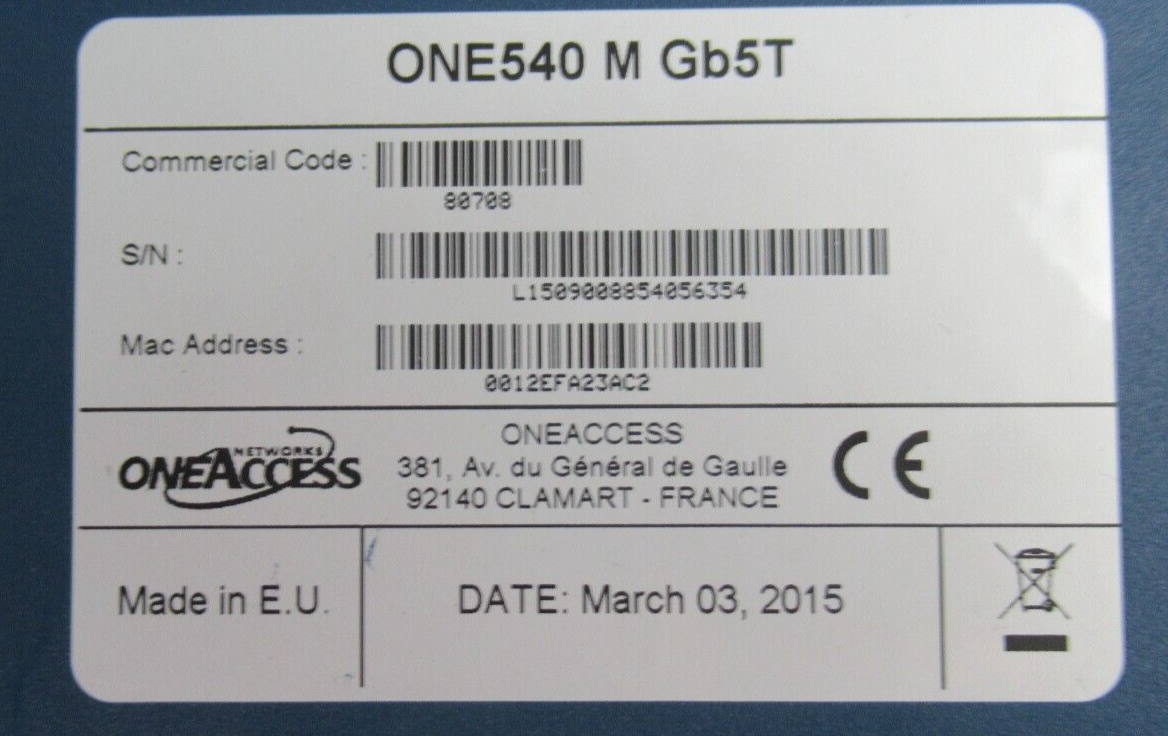 ONE540 M Gb5T
Commercial Code :
80708
S/N :
L1509008854056354
Mac Address :
0012EFA23AC2
NETWORKS
ONEACCESS
ONEACCESS
381, Av. du Général de Gaulle
92140 CLAMART - FRANCE
CE
Made in E.U.
DATE: March 03, 2015